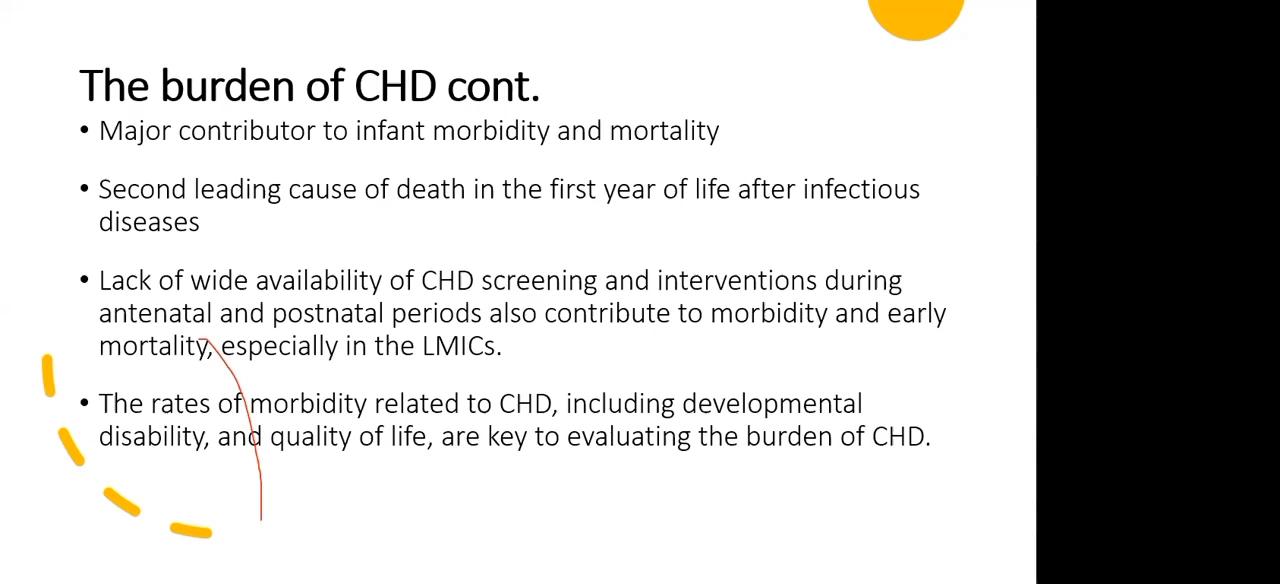 The burden of CHD cont.
• Major contributor to infant morbidity and mortality
• Second leading cause of death in the first year of life after infectious
diseases
• Lack of wide availability of CHD screening and interventions during
antenatal and postnatal periods also contribute to morbidity and early
mortality, especially in the LMICs.
• The rates of morbidity related to CHD, including developmental
disability, and quality of life, are key to evaluating the burden of CHD.